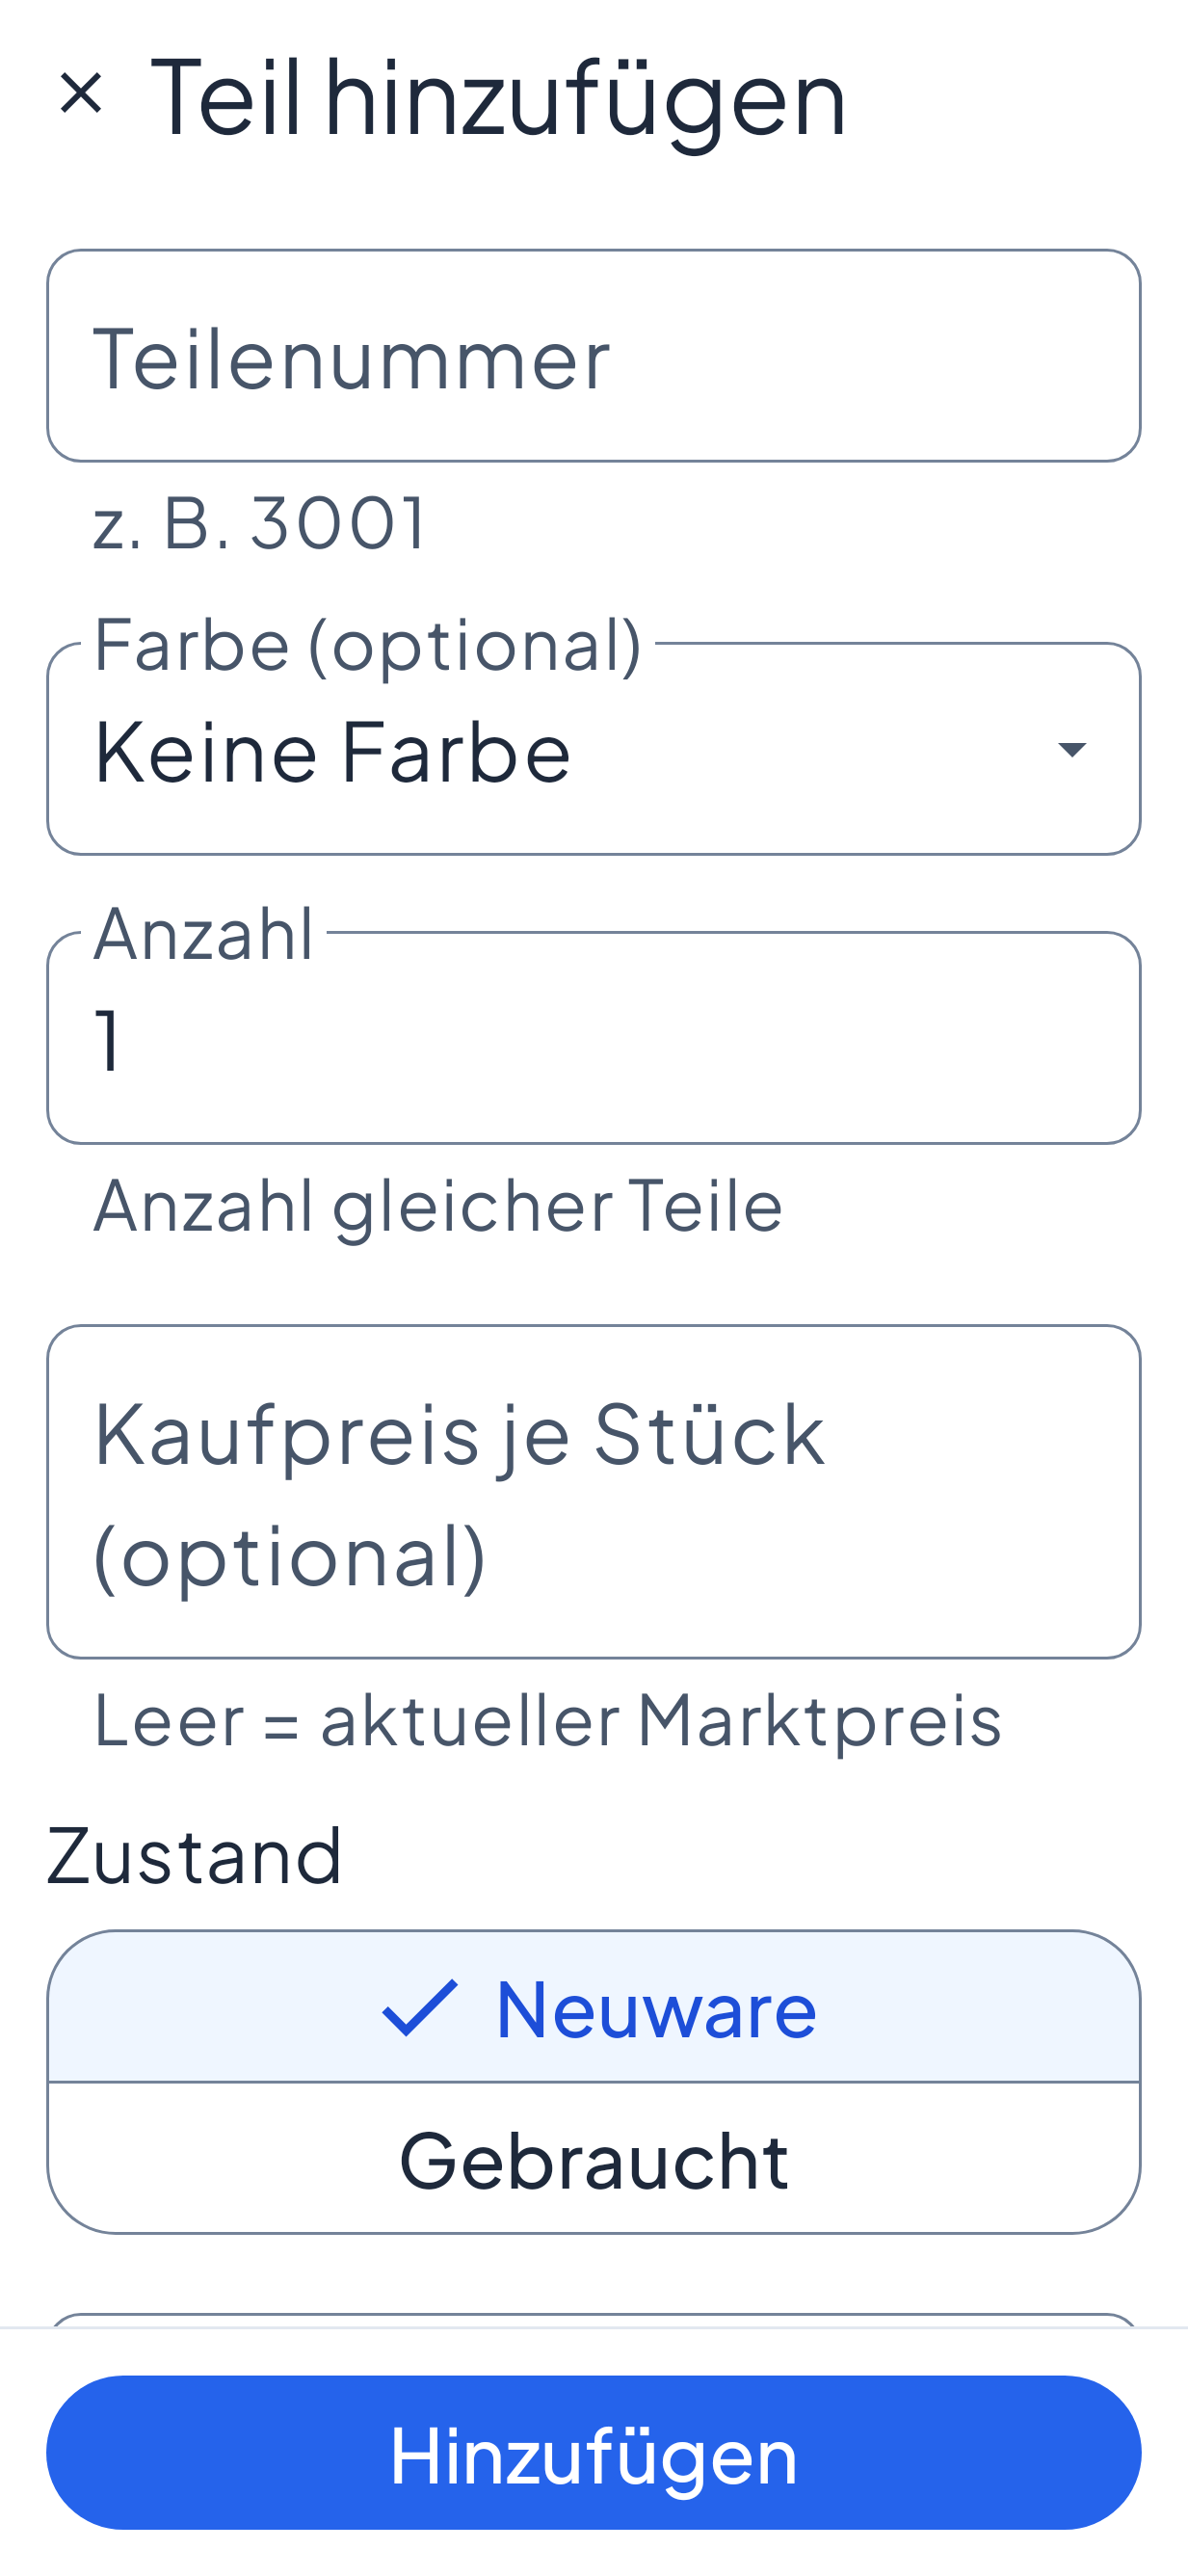 Teil hinzufügen
Teilenummer
z. B. 3001
Farbe (optional)
Keine Farbe
Anzahl
1
Anzahl gleicher Teile
Kaufpreis je Stück
(optional)
Leer = aktueller Marktpreis
Zustand
Neuware
Gebraucht
Hinzufügen